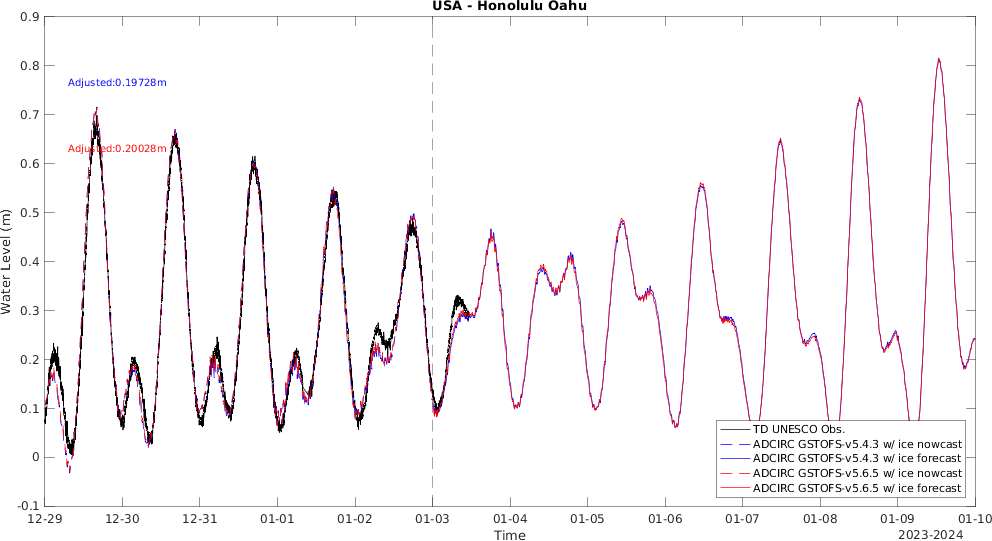 USA - Honolulu Oahu
0.9
0.8
0.7
0.6
0.5
0.4
0.3
0.2
0.1
0
-0.1
Water Level (m)
Adjusted:0.19728m
Adjusted:0.20028m
TD UNESCO Obs.
ADCIRC GSTOFS-v5.4.3 w/ ice nowcast
ADCIRC GSTOFS-v5.4.3 w/ ice forecast
ADCIRC GSTOFS-v5.6.5 w/ ice nowcast
ADCIRC GSTOFS-v5.6.5 w/ ice forecast
12-29 12-30 12-31 01-01 01-02 01-03 01-04 01-05 01-06 01-07 01-08 01-09 01-10
Time
2023-2024